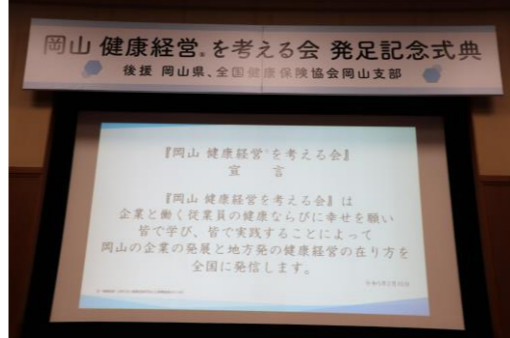 岡山 健康経営® を考える会 発足記念式典
後援 岡山県、全国健康保険協会岡山支部
『岡山 健康経営®を考える会』
宣 言
『岡山 健康経営を考える会』は
企業と働く従業員の健康ならびに幸せを願い
皆で学び、皆で実践することによって
岡山の企業の発展と地方発の健康経営の在り方を
全国に発信します。